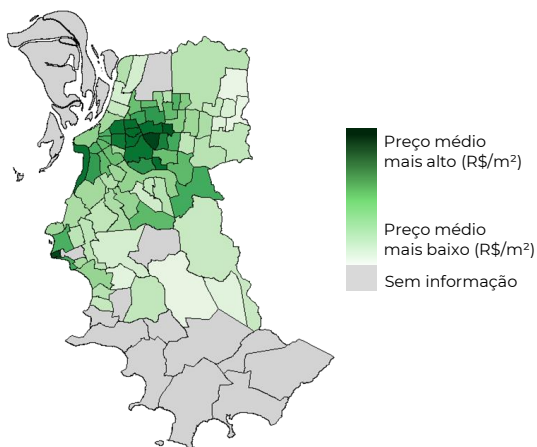 Preço médio
mais alto (R$/m²)
Preço médio
mais baixo (R$/m²)
Sem informação